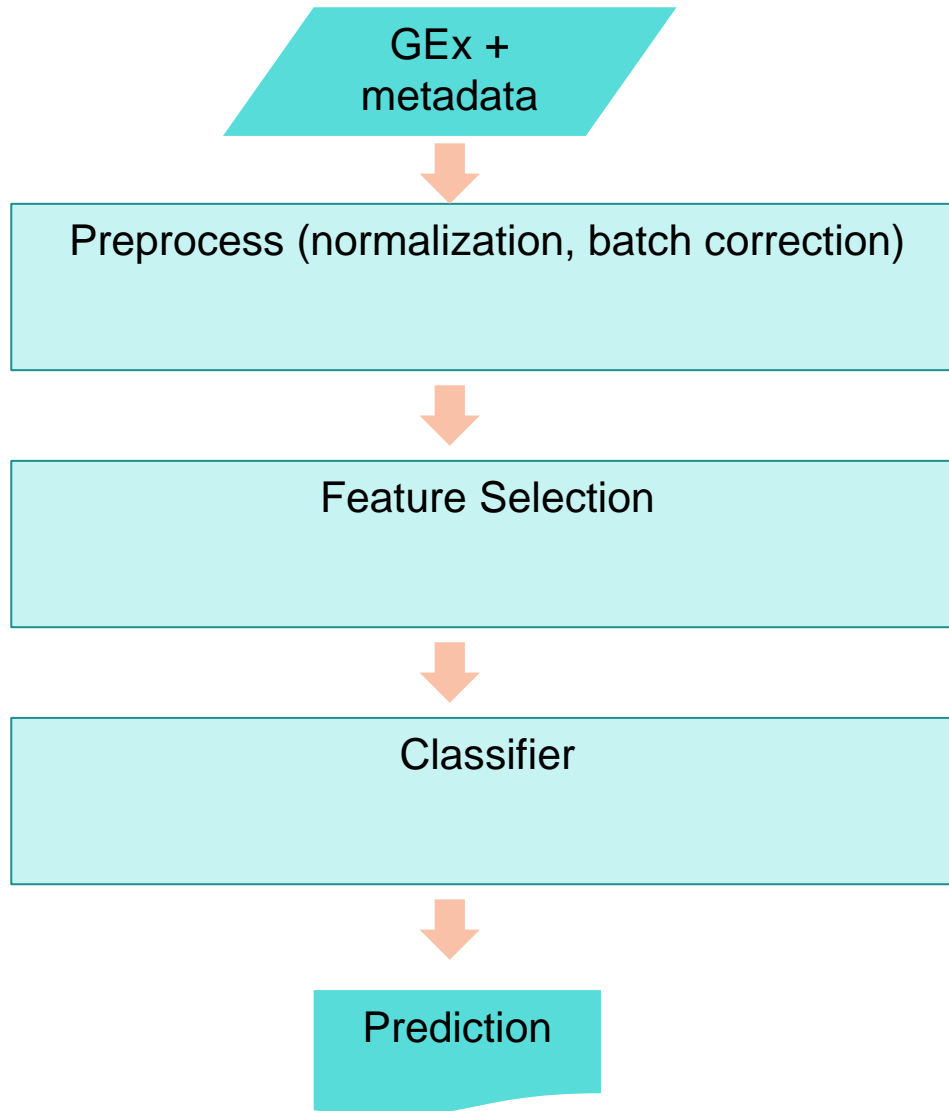 GEx +
metadata
Preprocess (normalization, batch correction)
Feature Selection
Classifier
Prediction